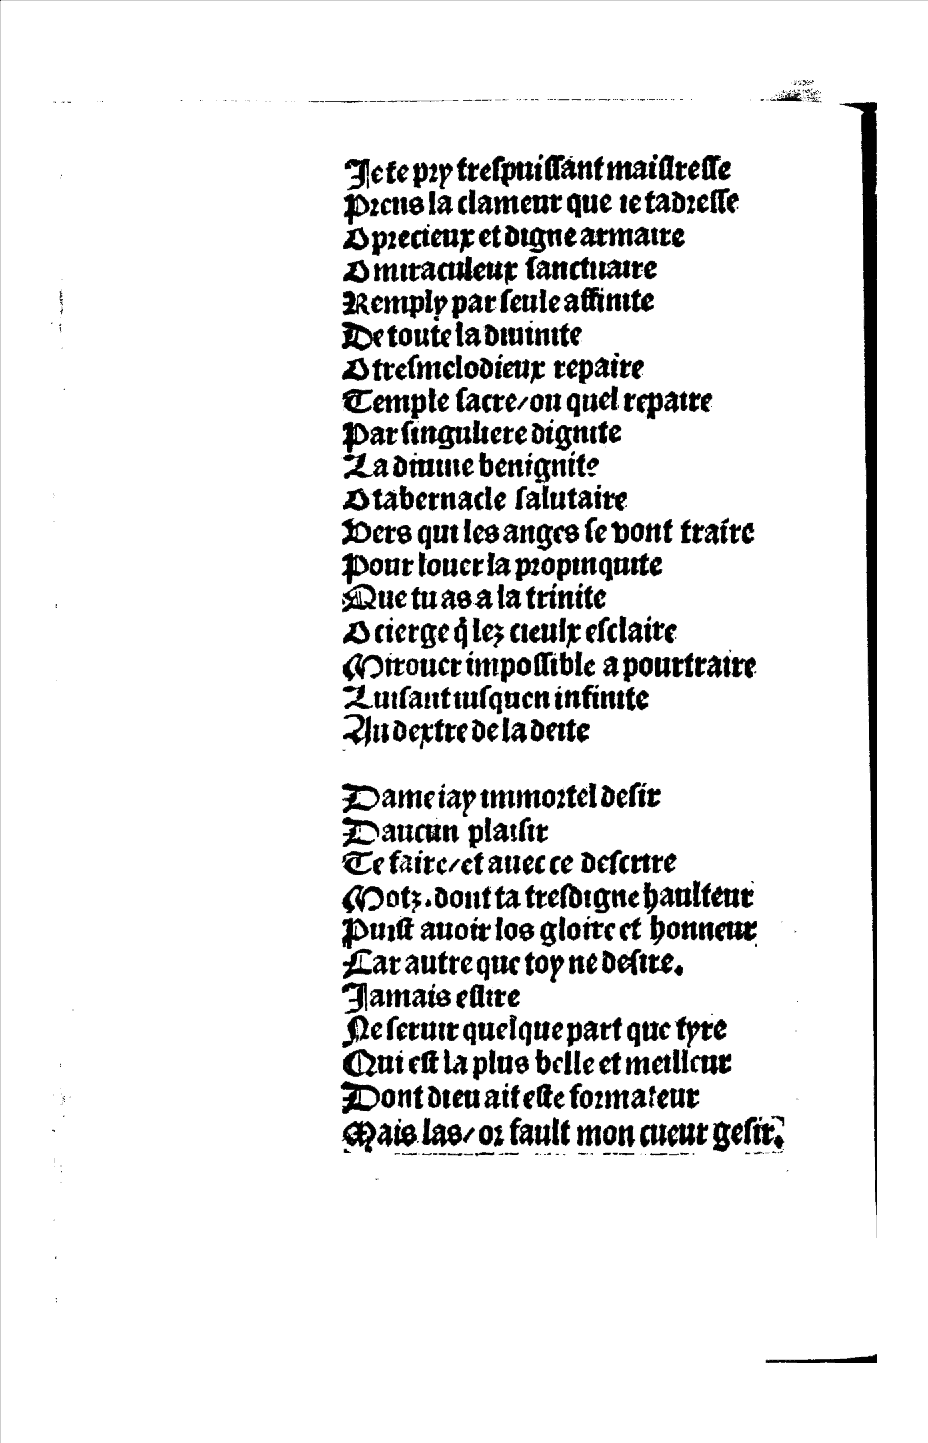 Je te pry trespuissant maistresse
Prens la clameur que ie tadresse
O precieux et digne armaire
O miraculeux sanctuaire
Remply par seule affinite
De toute la diuinite
O tresmelodieux repaire
Temple sacre/ou quel repaire
Par singuliere dignite
La diuine benignite
O tabernacle salutaire
Vers qui les anges se vont traire
Pour louer la propinquite
Que tu as a la trinite
O cierge q̃ lez cieulx esclaire
Mirouer impossible a pourtraire
Luisant iusquen infinite
Au dextre de la deite
Dame iay immortel desir
Daucun plaisir
Te faire/et auec ce descrire
Motz.dont ta tresdigne haulteur
Puist auoir los gloire et honneur
Car autre que toy ne desire.
Jamais eslire
Ne seruir quelque part que tyre
Qui est la plus belle et meilleur
Dont dieu ait este formateur
Mais las/or fault mon cueur gesir.